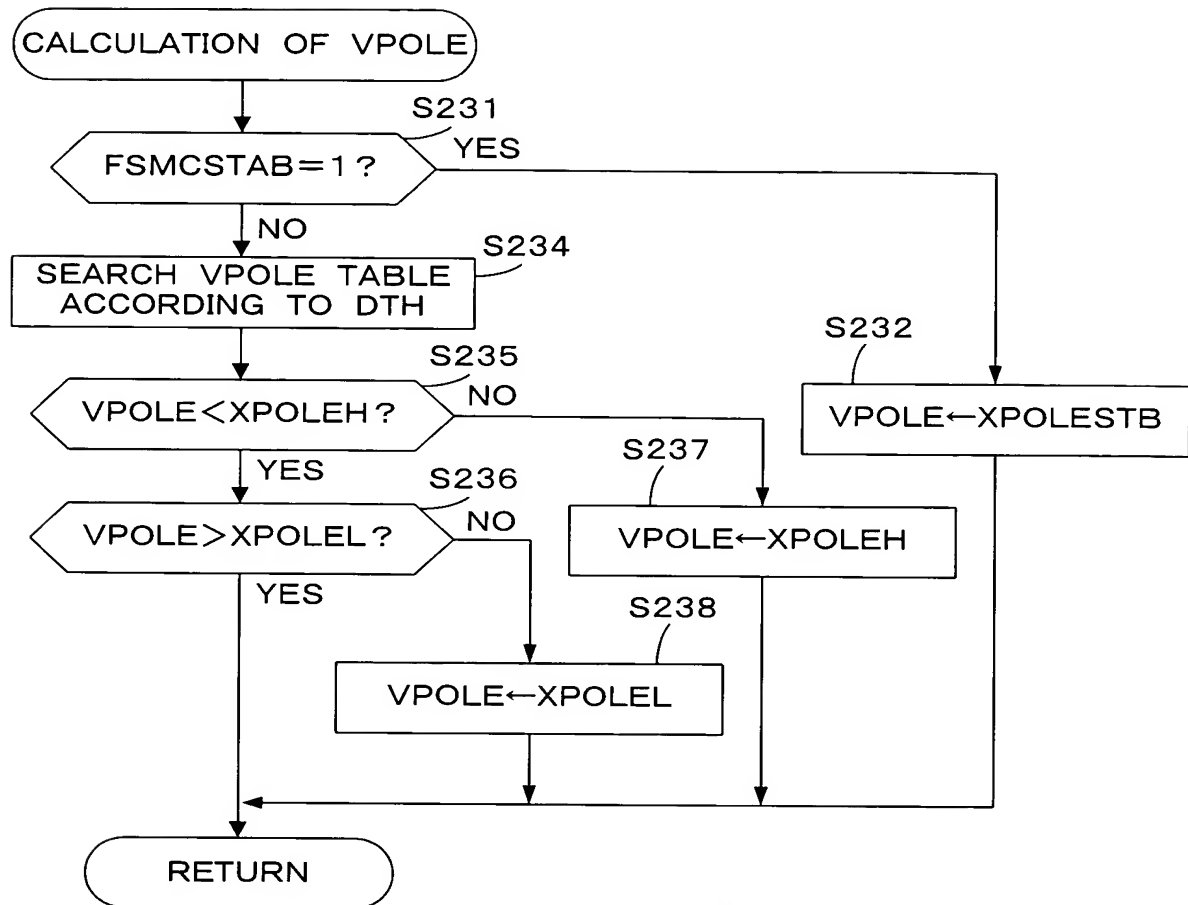 CALCULATION OF VPOLE
S231
FSMCSTAB=1?
YES
NO
S234
SEARCH VPOLE TABLE
ACCORDING TO DTH
S235
VPOLE<XPOLEH?
NO
YES
S232
VPOLE←XPOLESTB
S237
VPOLE←XPOLEH
S236
VPOLE>XPOLEL?
NO
YES
S238
VPOLE←XPOLEL
RETURN